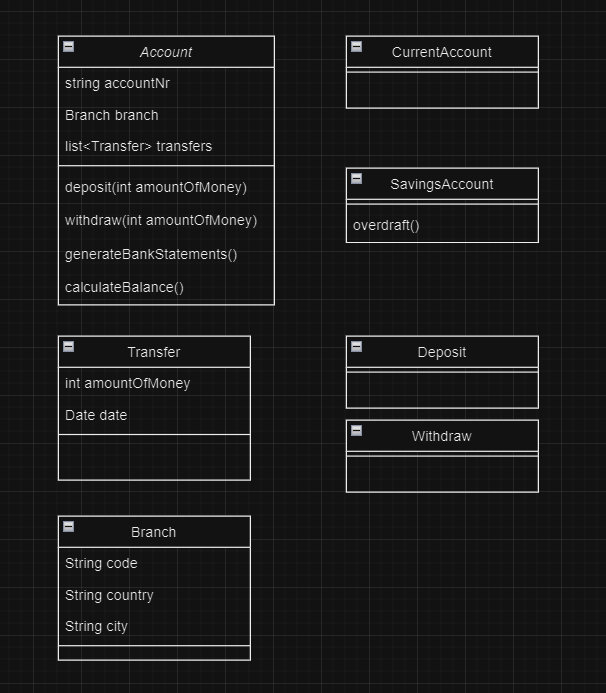 Account
string accountNr
Branch branch
list<Transfer> transfers
deposit(int amountOfMoney)
withdraw(int amountOfMoney)
generateBankStatements()
calculateBalance()
CurrentAccount
SavingsAccount
overdraft()
Transfer
int amountOfMoney
Date date
Deposit
Withdraw
Branch
String code
String country
String city